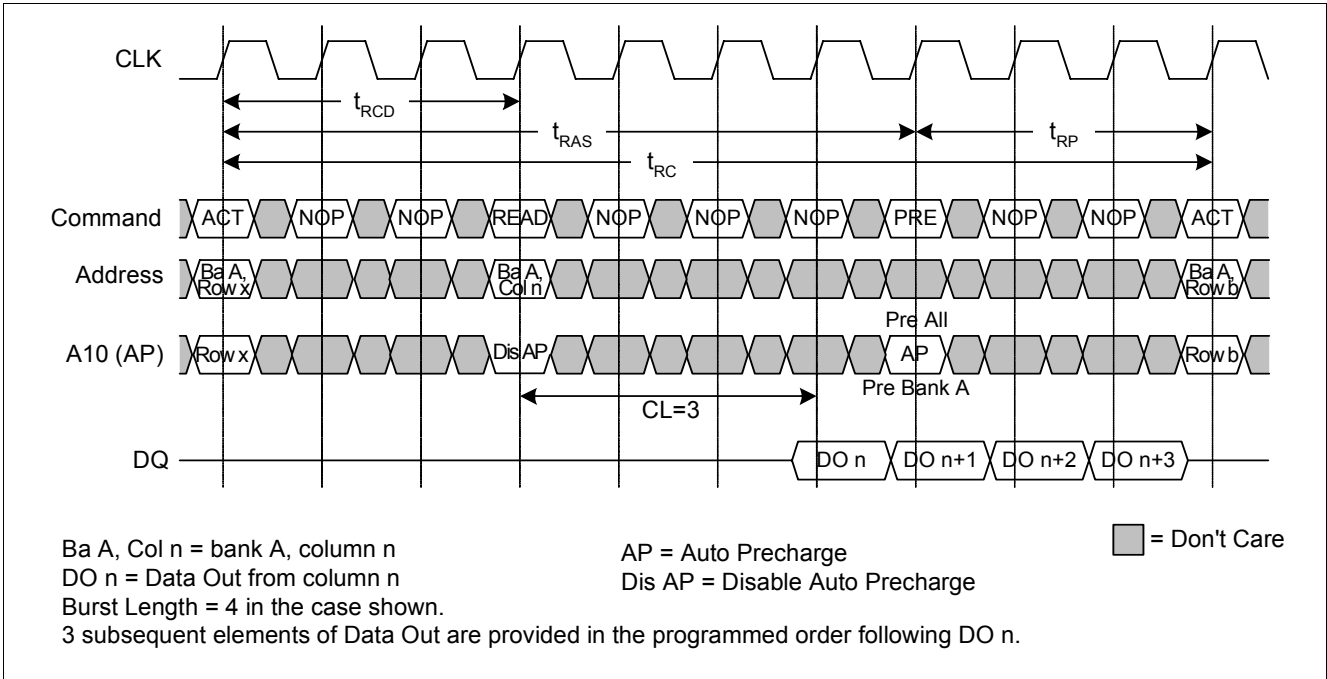 CLK
tRCD
tRAS
tRP
tRC
Command ACT NOP NOP READ NOP NOP NOP PRE NOP NOP ACT
Address Ba A, Row x Ba A, Col n Ba A, Row b
Pre All
A10 (AP) Row x Dis AP AP Row b
Pre Bank A
CL=3
DQ DO n DO n+1 DO n+2 DO n+3
Ba A, Col n = bank A, column n
DO n = Data Out from column n
Burst Length = 4 in the case shown.
3 subsequent elements of Data Out are provided in the programmed order following DO n.
AP = Auto Precharge
Dis AP = Disable Auto Precharge
= Don't Care